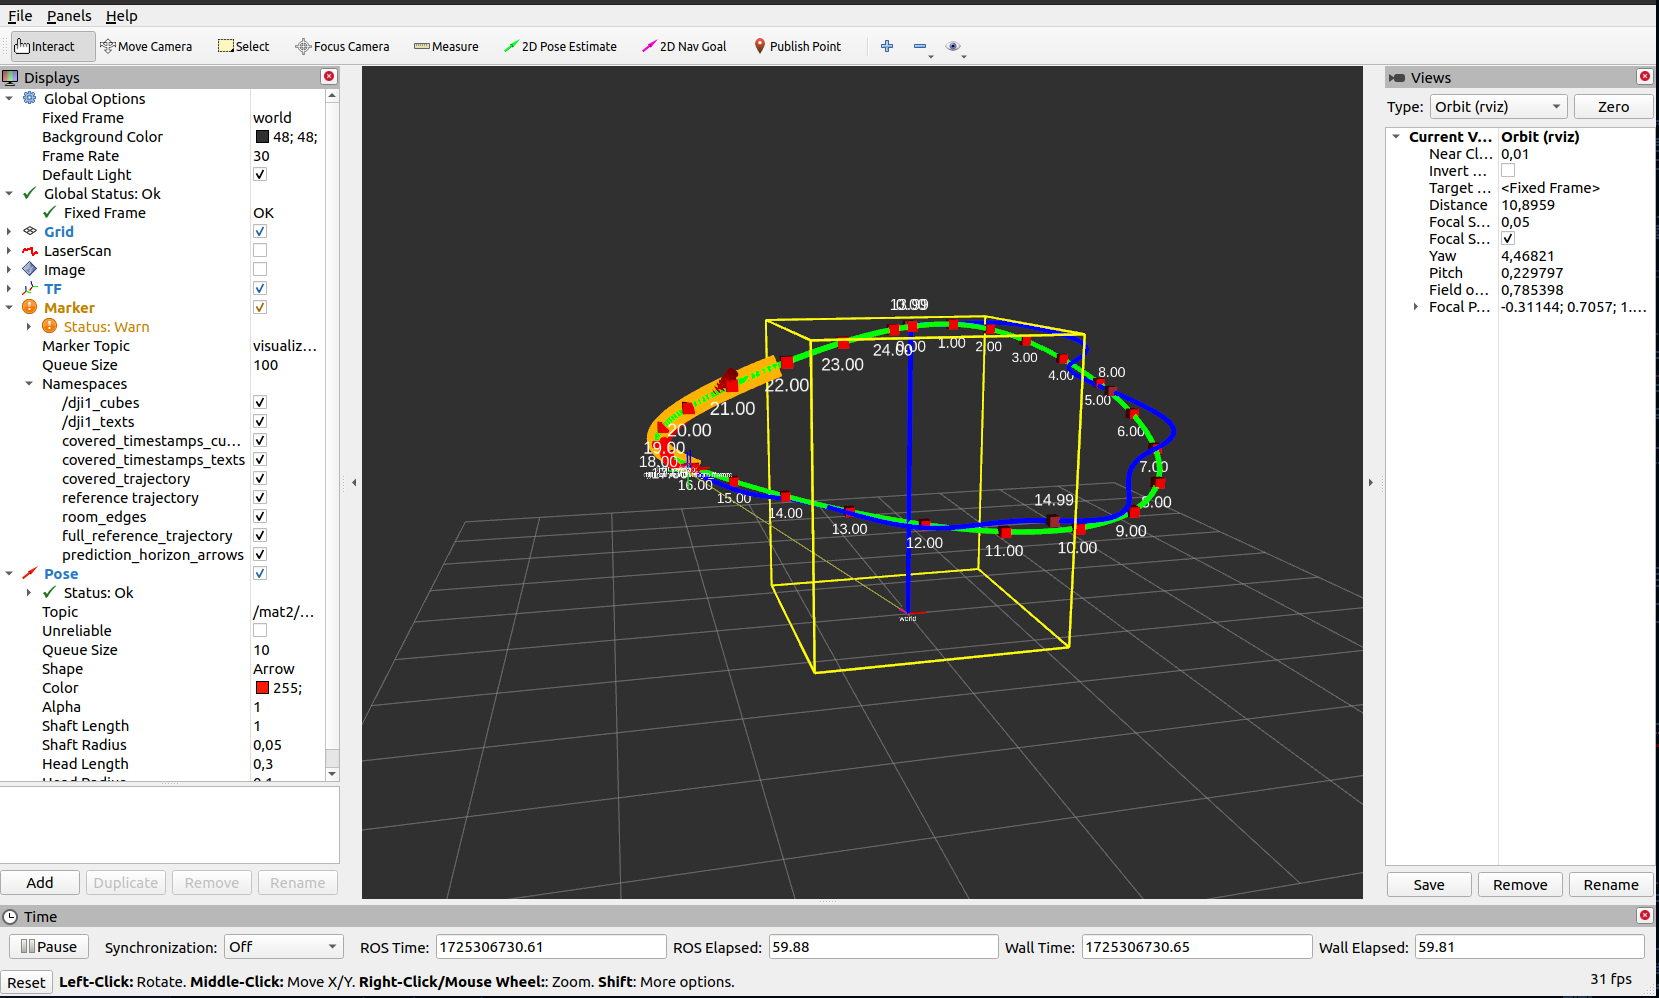 File Panels Help
Interact Move Camera Select Focus Camera Measure 2D Pose Estimate 2D Nav Goal Publish Point
Displays
Global Options
Fixed Frame world
Background Color 48; 48;
Frame Rate 30
Default Light
Global Status: Ok
Fixed Frame OK
Grid
LaserScan
Image
TF
Marker
Status: Warn
Marker Topic visualiz...
Queue Size 100
Namespaces
/dji1_cubes
/dji1_texts
covered_timestamps_cu...
covered_timestamps_texts
covered_trajectory
reference trajectory
room_edges
full_reference_trajectory
prediction_horizon_arrows
Pose
Status: Ok
Topic /mat2/...
Unreliable
Queue Size 10
Shape Arrow
Color 255;
Alpha 1
Shaft Length 1
Shaft Radius 0,05
Head Length 0,3
Head Radius 0,1
Add Duplicate Remove Rename
13.99
0.00
24.00
0.00
1.00
2.00
3.00
4.00
8.00
5.00
6.00
7.00
9.00
10.00
11.00
12.00
13.00
14.00
14.99
15.00
16.00
18.00
19.00
20.00
21.00
22.00
23.00
world
Views
Type: Orbit (rviz) Zero
Current V... Orbit (rviz)
Near Cl... 0,01
Invert ...
Target ... <Fixed Frame>
Distance 10,8959
Focal S... 0,05
Focal S...
Yaw 4,46821
Pitch 0,229797
Field o... 0,785398
Focal P... -0.31144; 0.7057; 1....
Save Remove Rename
Time
Pause Synchronization: Off ROS Time: 1725306730.61 ROS Elapsed: 59.88 Wall Time: 1725306730.65 Wall Elapsed: 59.81
Reset Left-Click: Rotate. Middle-Click: Move X/Y. Right-Click/Mouse Wheel:: Zoom. Shift: More options. 31 fps